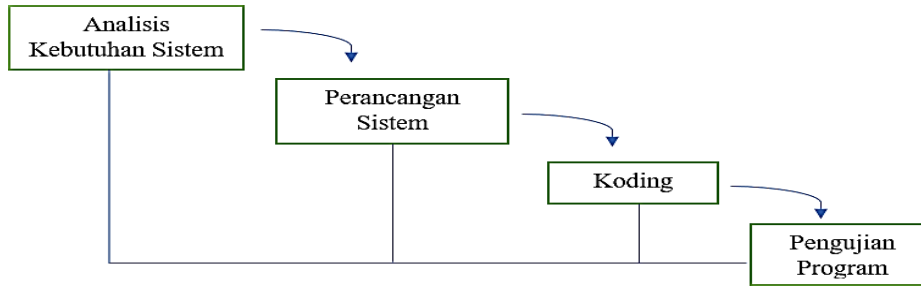 Analisis
Kebutuhan Sistem
Perancangan
Sistem
Koding
Pengujian
Program